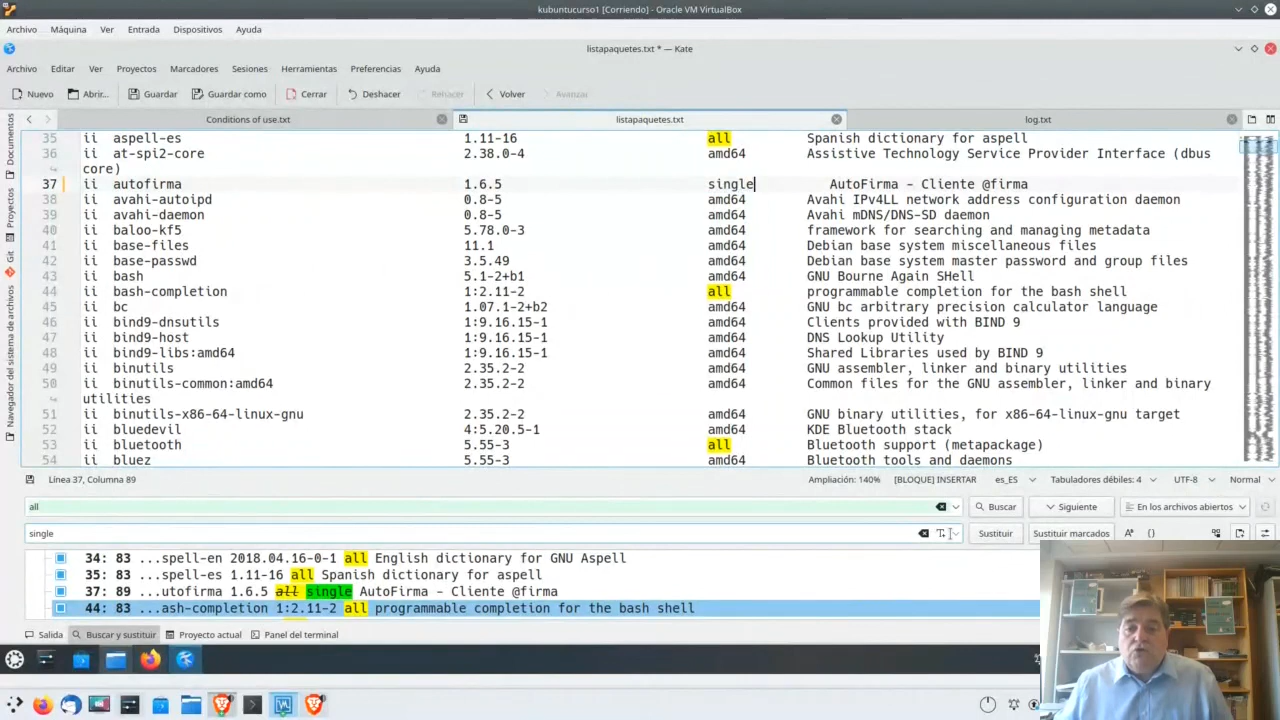 kubuntucurso1 [Corriendo] - Oracle VM VirtualBox
Archivo Máquina Ver Entrada Dispositivos Ayuda
listapaquetes.txt * — Kate
Archivo Editar Ver Proyectos Marcadores Sesiones Herramientas Preferencias Ayuda
Nuevo Abrir... Guardar Guardar como Cerrar Deshacer Rehacer Volver Avanzar
Conditions of use.txt listapaquetes.txt log.txt
Documentos
Proyectos
Git
Navegador del sistema de archivos
35 ii aspell-es 1.11-16 all Spanish dictionary for aspell
36 ii at-spi2-core 2.38.0-4 amd64 Assistive Technology Service Provider Interface (dbus
core)
37 ii autofirma 1.6.5 single AutoFirma - Cliente @firma
38 ii avahi-autoipd 0.8-5 amd64 Avahi IPv4LL network address configuration daemon
39 ii avahi-daemon 0.8-5 amd64 Avahi mDNS/DNS-SD daemon
40 ii baloo-kf5 5.78.0-3 amd64 framework for searching and managing metadata
41 ii base-files 11.1 amd64 Debian base system miscellaneous files
42 ii base-passwd 3.5.49 amd64 Debian base system master password and group files
43 ii bash 5.1-2+b1 amd64 GNU Bourne Again SHell
44 ii bash-completion 1:2.11-2 all programmable completion for the bash shell
45 ii bc 1.07.1-2+b2 amd64 GNU bc arbitrary precision calculator language
46 ii bind9-dnsutils 1:9.16.15-1 amd64 Clients provided with BIND 9
47 ii bind9-host 1:9.16.15-1 amd64 DNS Lookup Utility
48 ii bind9-libs:amd64 1:9.16.15-1 amd64 Shared Libraries used by BIND 9
49 ii binutils 2.35.2-2 amd64 GNU assembler, linker and binary utilities
50 ii binutils-common:amd64 2.35.2-2 amd64 Common files for the GNU assembler, linker and binary
utilities
51 ii binutils-x86-64-linux-gnu 2.35.2-2 amd64 GNU binary utilities, for x86-64-linux-gnu target
52 ii bluedevil 4:5.20.5-1 amd64 KDE Bluetooth stack
53 ii bluetooth 5.55-3 all Bluetooth support (metapackage)
54 ii bluez 5.55-3 amd64 Bluetooth tools and daemons
Línea 37, Columna 89 Ampliación: 140% [BLOQUE] INSERTAR es_ES Tabuladores débiles: 4 UTF-8 Normal
all Buscar Siguiente En los archivos abiertos
single Sustituir Sustituir marcados
34: 83 ...spell-en 2018.04.16-0-1 all English dictionary for GNU Aspell
35: 83 ...spell-es 1.11-16 all Spanish dictionary for aspell
37: 89 ...utofirma 1.6.5 all single AutoFirma - Cliente @firma
44: 83 ...ash-completion 1:2.11-2 all programmable completion for the bash shell
Salida Buscar y sustituir Proyecto actual Panel del terminal